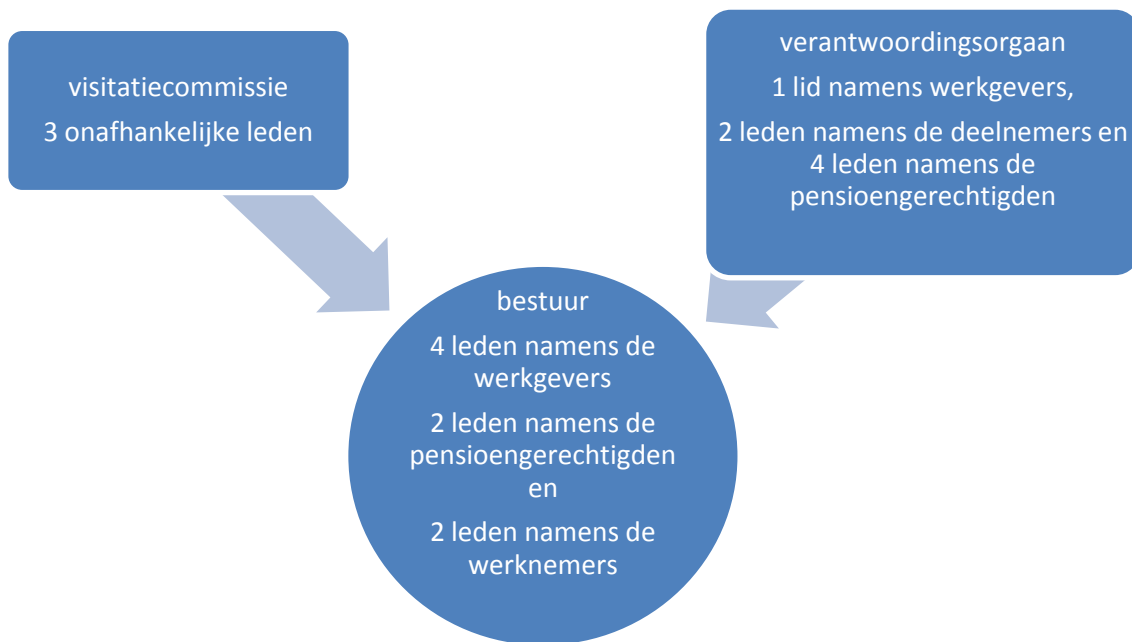 visitatiecommissie
3 onafhankelijke leden
verantwoordingsorgaan
1 lid namens werkgevers,
2 leden namens de deelnemers en
4 leden namens de
pensioengerechtigden
bestuur
4 leden namens de
werkgevers
2 leden namens de
pensioengerechtigden
en
2 leden namens de
werknemers